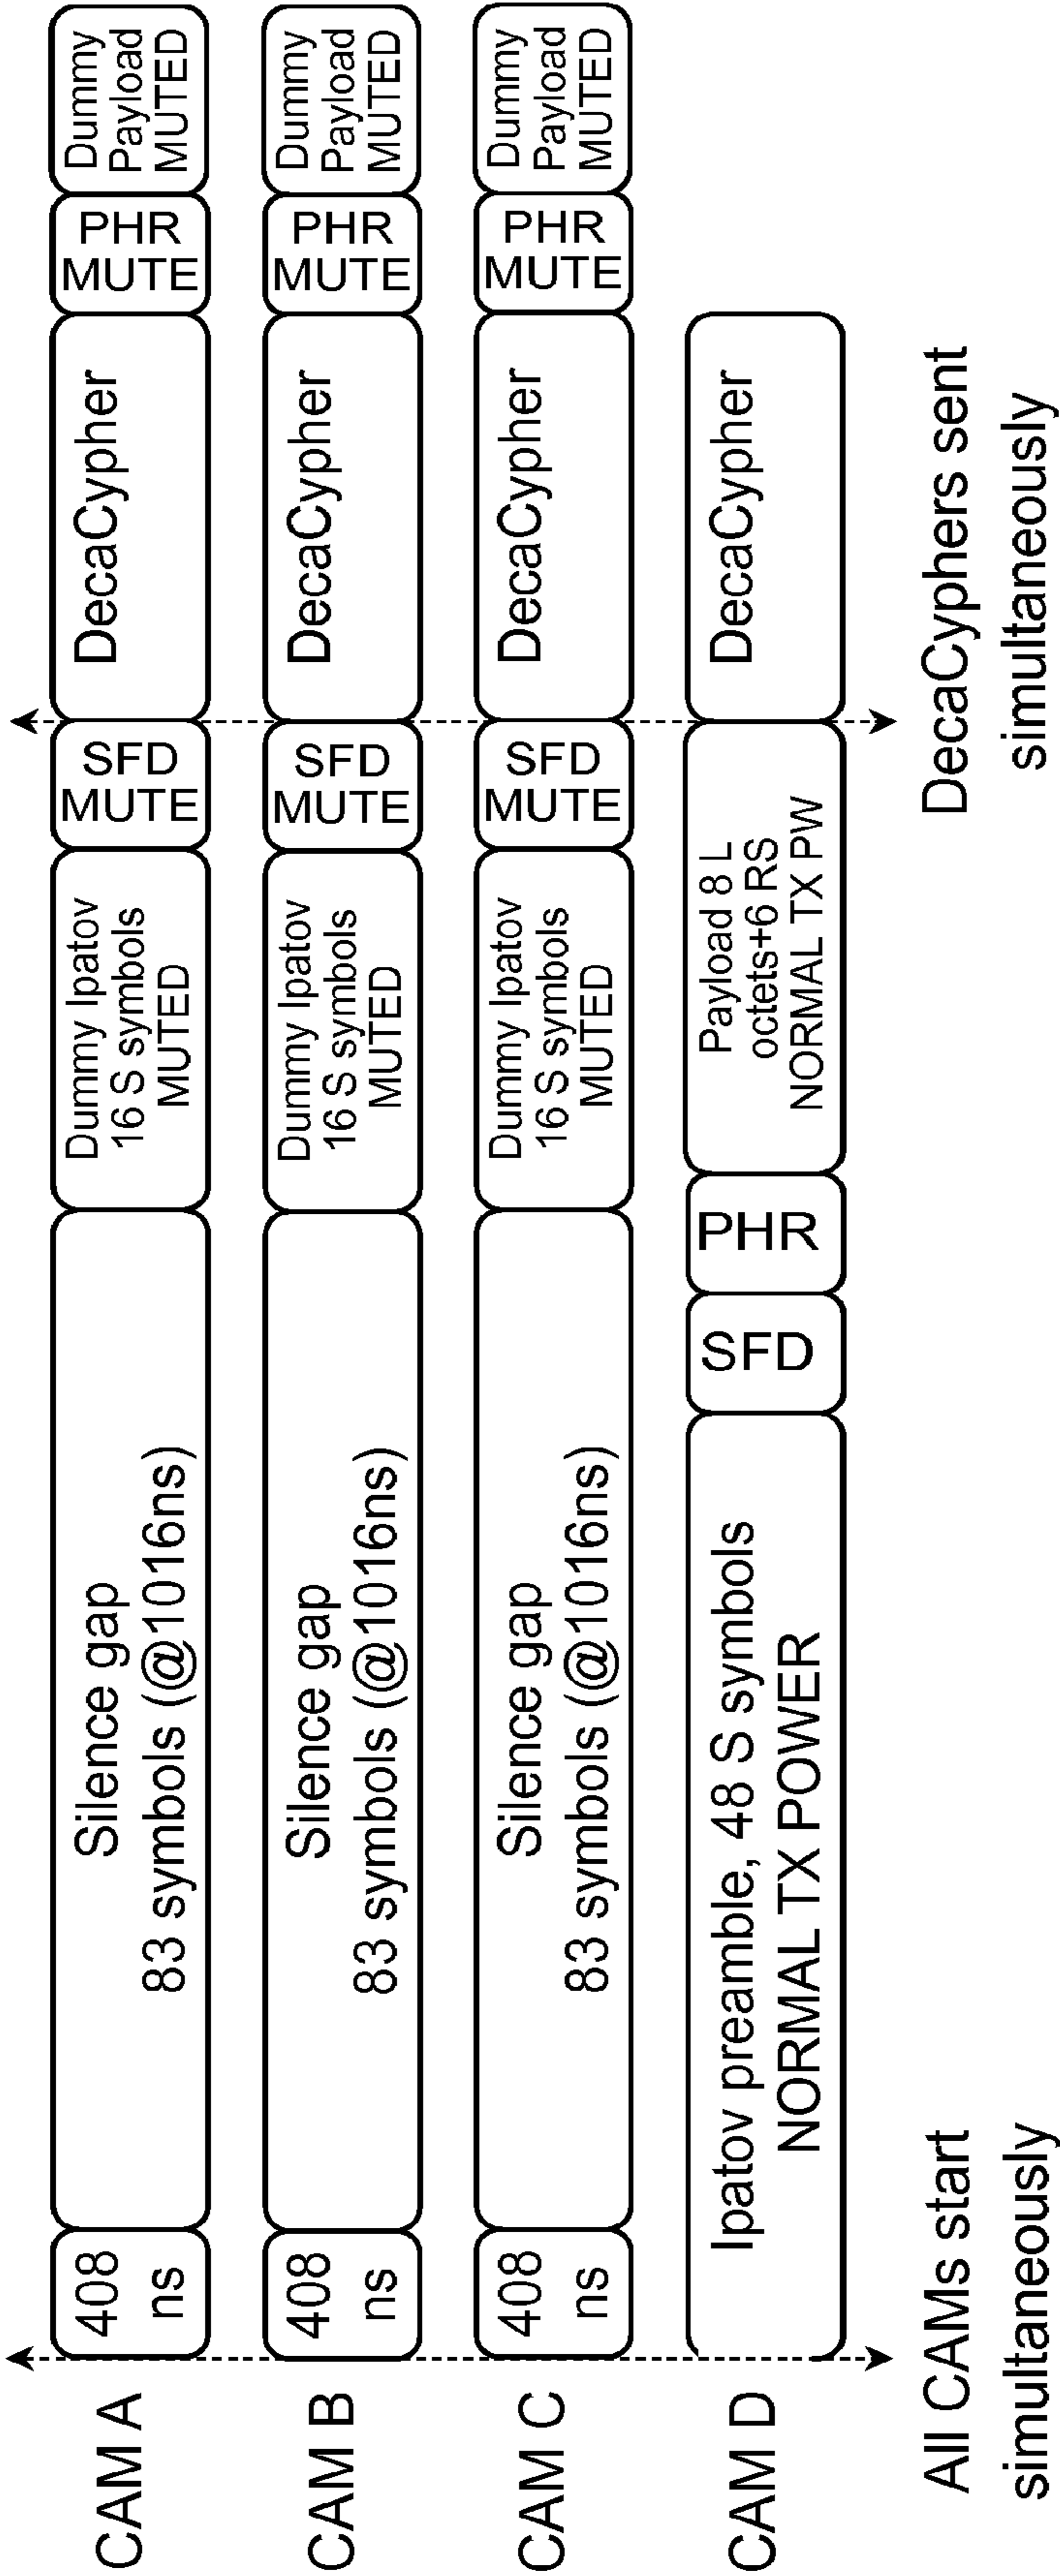 CAM A
408
ns
Silence gap
83 symbols (@1016ns)
Dummy Ipatov
16 S symbols
MUTED
SFD
MUTE
DecaCypher
PHR
MUTE
Dummy
Payload
MUTED
CAM B
408
ns
Silence gap
83 symbols (@1016ns)
Dummy Ipatov
16 S symbols
MUTED
SFD
MUTE
DecaCypher
PHR
MUTE
Dummy
Payload
MUTED
CAM C
408
ns
Silence gap
83 symbols (@1016ns)
Dummy Ipatov
16 S symbols
MUTED
SFD
MUTE
DecaCypher
PHR
MUTE
Dummy
Payload
MUTED
CAM D
Ipatov preamble, 48 S symbols
NORMAL TX POWER
SFD
PHR
Payload 8 L
octets+6 RS
NORMAL TX PW
DecaCypher
All CAMs start
simultaneously
DecaCyphers sent
simultaneously